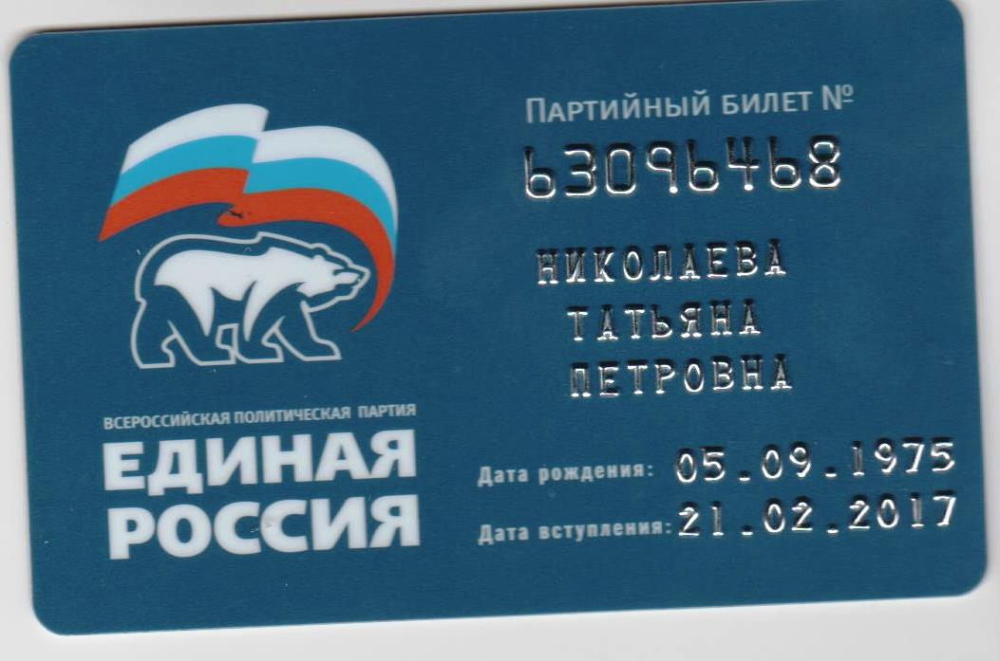 Партийный билет №
63096468
НИКОЛАЕВА
ТАТЬЯНА
ПЕТРОВНА
ВСЕРОССИЙСКАЯ ПОЛИТИЧЕСКАЯ ПАРТИЯ
ЕДИНАЯ
РОССИЯ
Дата рождения: 05.09.1975
Дата вступления: 21.02.2017